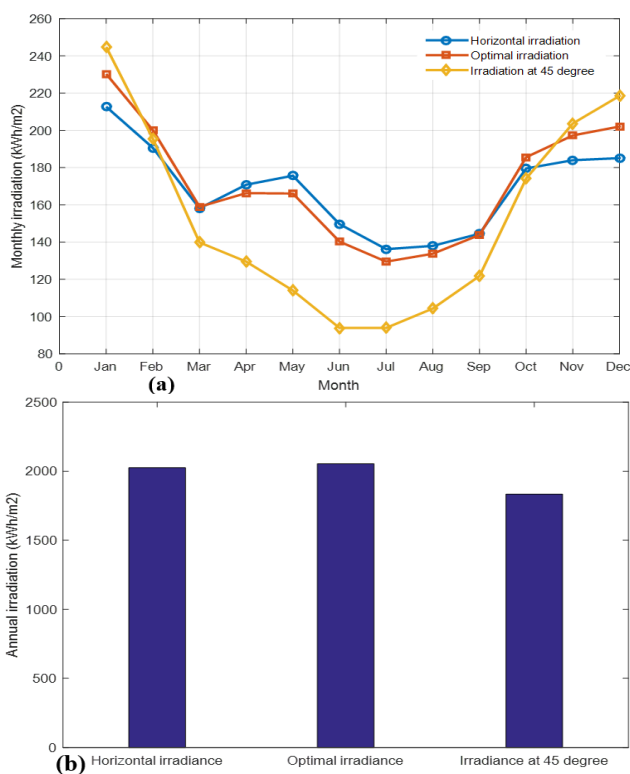 260
240
220
200
180
160
140
120
100
80
Monthly irradiation (kWh/m2)
Horizontal irradiation
Optimal irradiation
Irradiation at 45 degree
0 Jan Feb Mar Apr May Jun Jul Aug Sep Oct Nov Dec
(a) Month
2500
2000
1500
1000
500
0
Annual irradiation (kWh/m2)
(b) Horizontal irradiance Optimal irradiance Irradiance at 45 degree